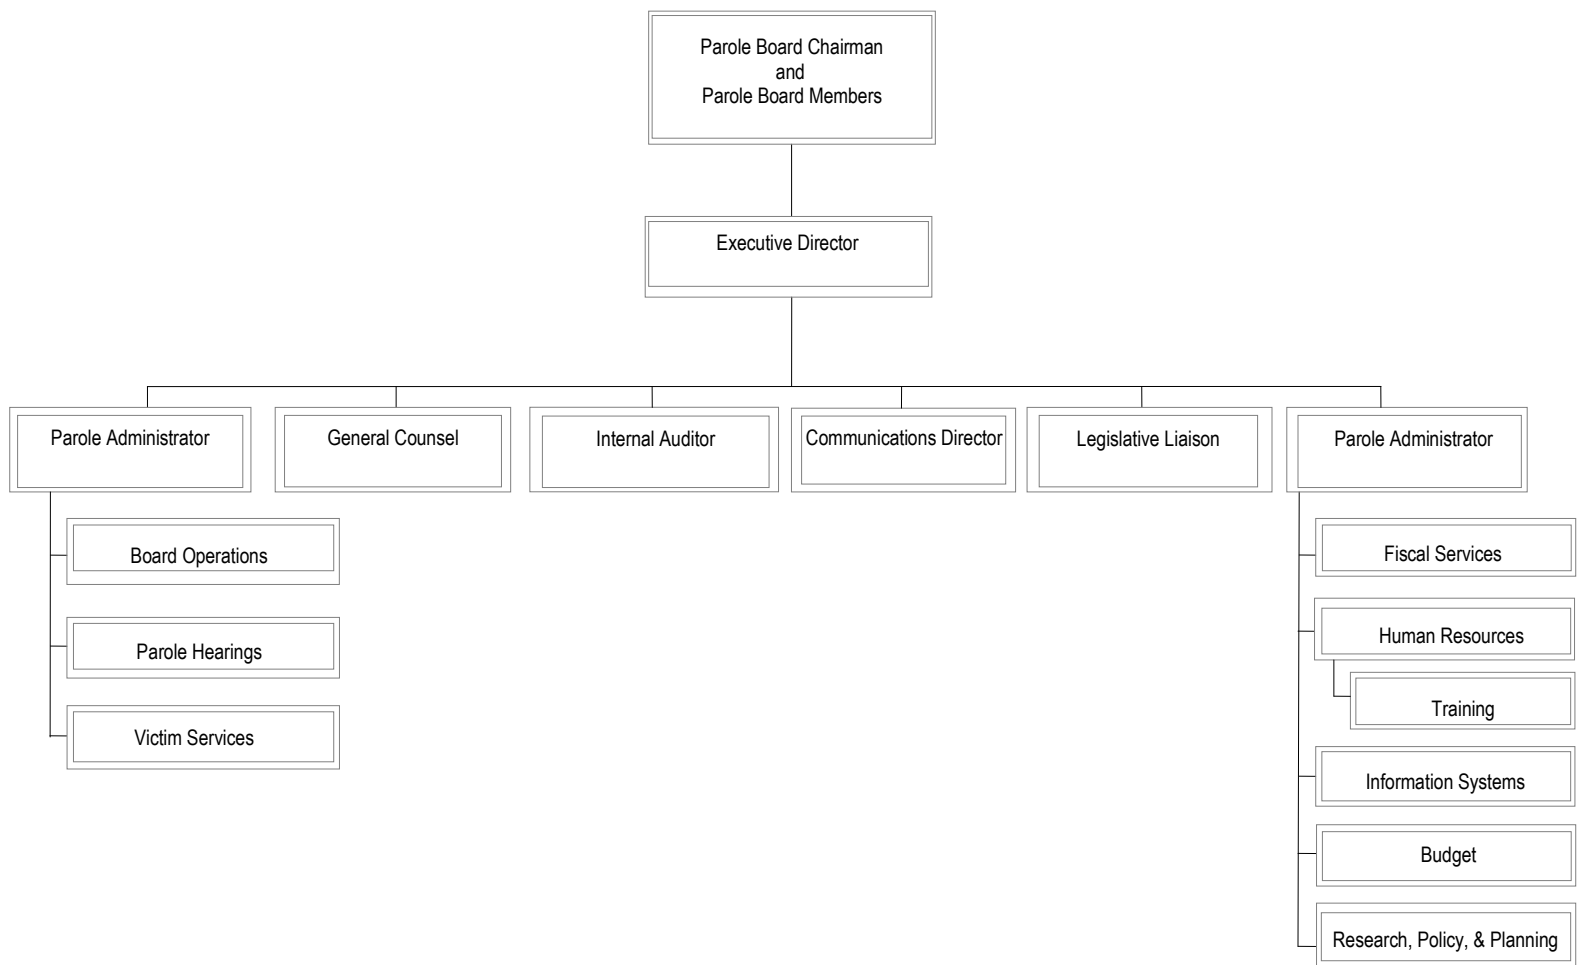 Parole Board Chairman
and
Parole Board Members
Executive Director
Parole Administrator
General Counsel
Internal Auditor
Communications Director
Legislative Liaison
Parole Administrator
Board Operations
Parole Hearings
Victim Services
Fiscal Services
Human Resources
Training
Information Systems
Budget
Research, Policy, & Planning